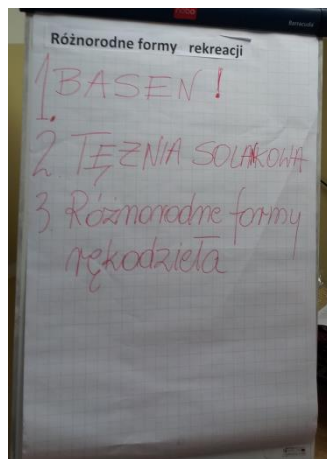 Różnorodne formy rekreacji
1. BASEN!
2. TĘŻNIA SOLANKOWA
3. Różnorodne formy
rękodzieła